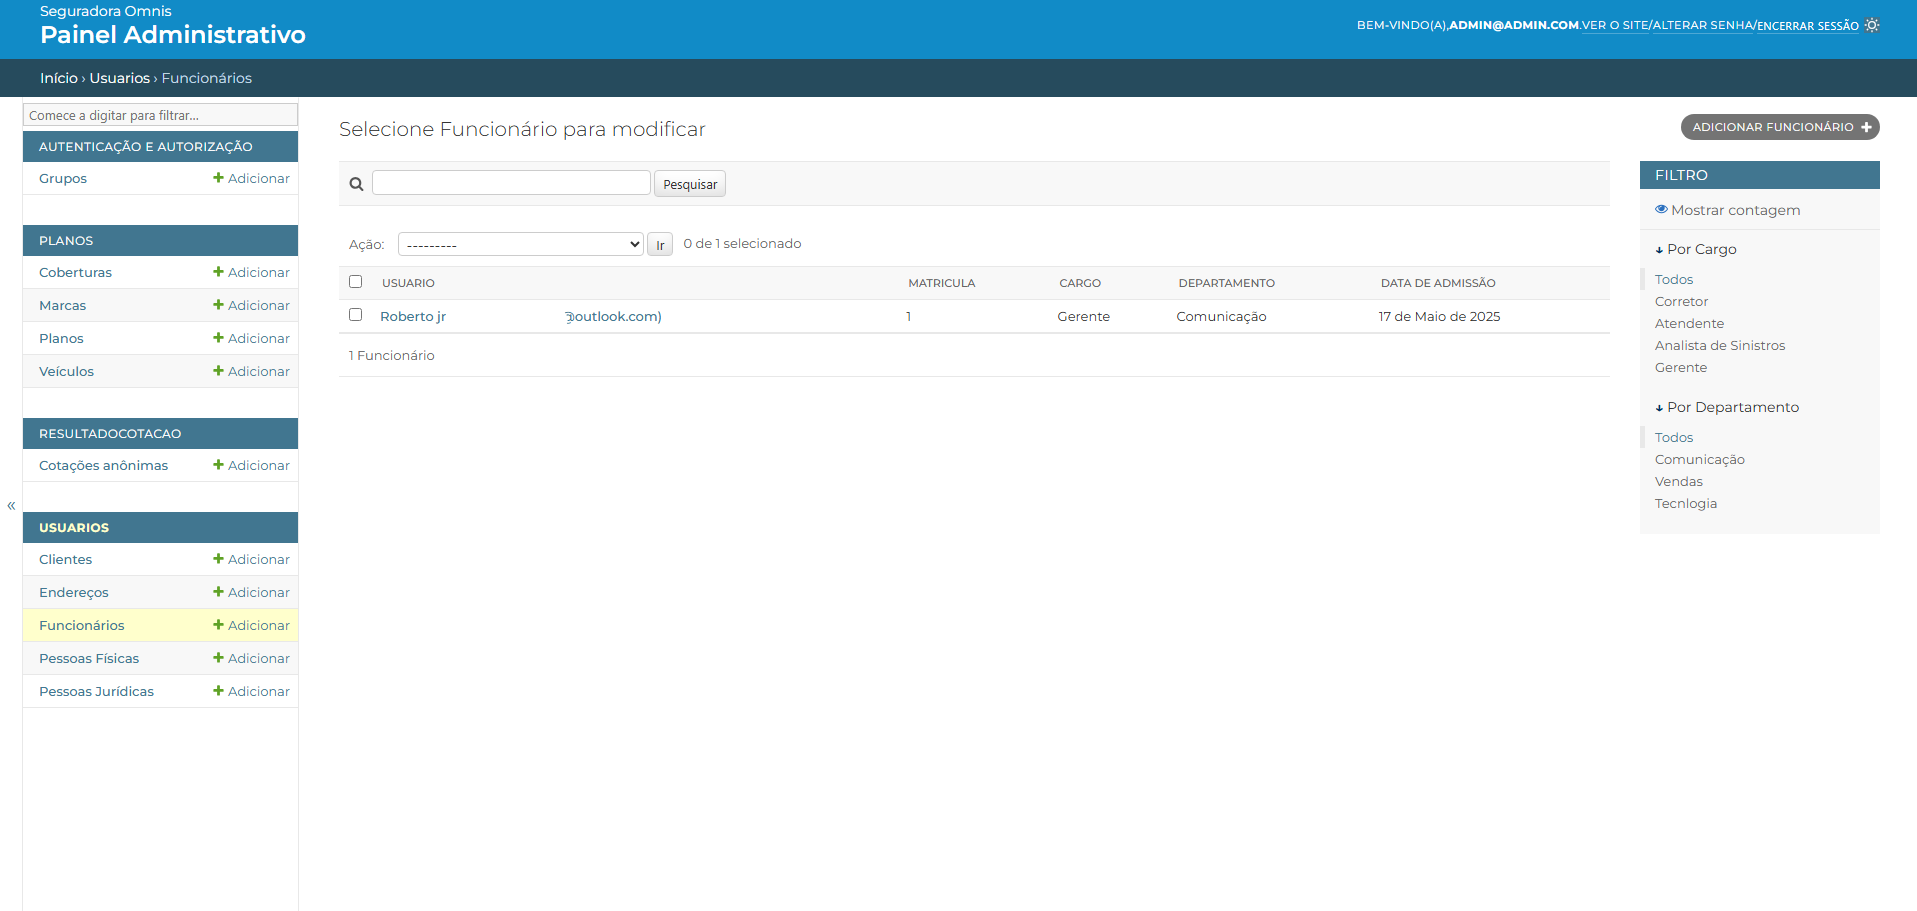 Seguradora Omnis
Painel Administrativo
BEM-VINDO(A), ADMIN@ADMIN.COM. VER O SITE / ALTERAR SENHA / ENCERRAR SESSÃO
Início › Usuarios › Funcionários
Comece a digitar para filtrar...
AUTENTICAÇÃO E AUTORIZAÇÃO
Grupos Adicionar
PLANOS
Coberturas Adicionar
Marcas Adicionar
Planos Adicionar
Veículos Adicionar
RESULTADOCOTACAO
Cotações anônimas Adicionar
«
USUARIOS
Clientes Adicionar
Endereços Adicionar
Funcionários Adicionar
Pessoas Físicas Adicionar
Pessoas Jurídicas Adicionar
Selecione Funcionário para modificar
ADICIONAR FUNCIONÁRIO
Pesquisar
Ação: --------- Ir 0 de 1 selecionado
USUARIO MATRICULA CARGO DEPARTAMENTO DATA DE ADMISSÃO
Roberto jr @outlook.com) 1 Gerente Comunicação 17 de Maio de 2025
1 Funcionário
FILTRO
Mostrar contagem
Por Cargo
Todos
Corretor
Atendente
Analista de Sinistros
Gerente
Por Departamento
Todos
Comunicação
Vendas
Tecnlogia